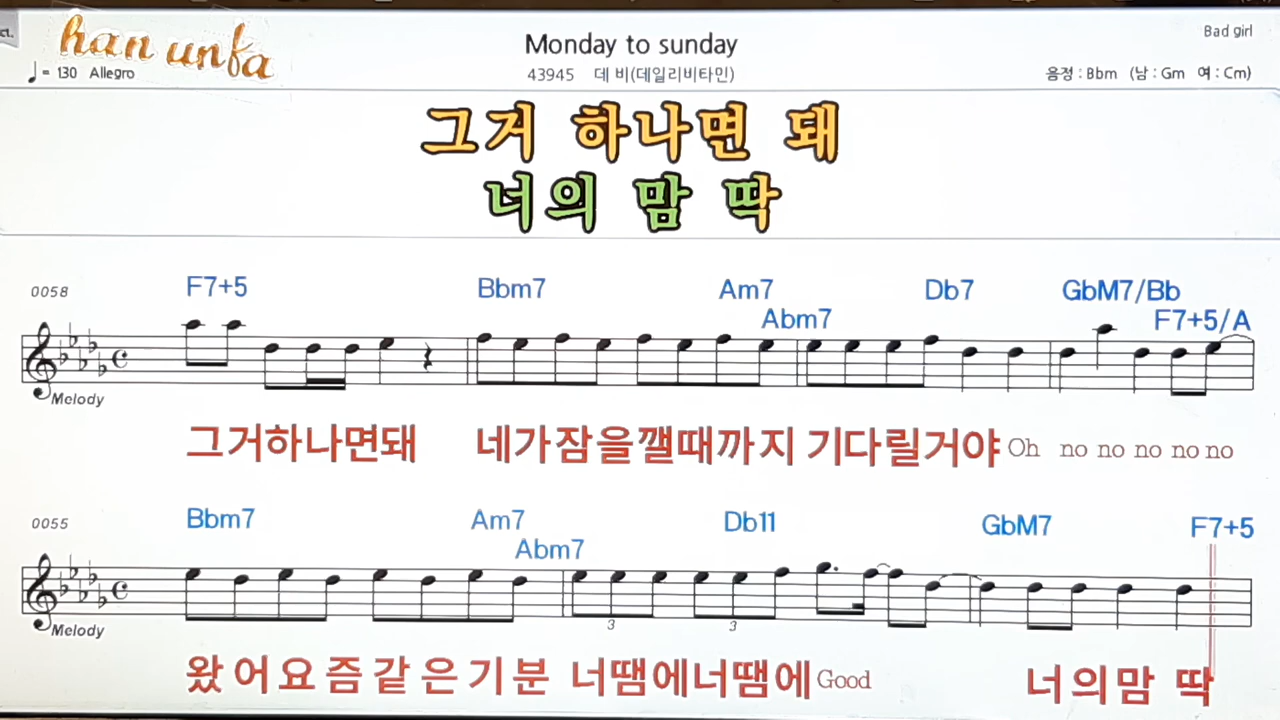 ct.
han unfa
Monday to sunday
Bad girl
♩= 130 Allegro
43945 데 비(데일리비타민)
음정 : Bbm (남 : Gm 여 : Cm)
그거 하나면 돼
너의 맘 딱
0058
F7+5 Bbm7 Am7 Db7 GbM7/Bb
Abm7 F7+5/A
Melody
그거하나면돼 네가잠을깰때까지 기다릴거야 Oh no no no no no
0055
Bbm7 Am7 Db11 GbM7 F7+5
Abm7
3 3
Melody
왔어요즘같은기분 너땜에너땜에 Good 너의맘 딱